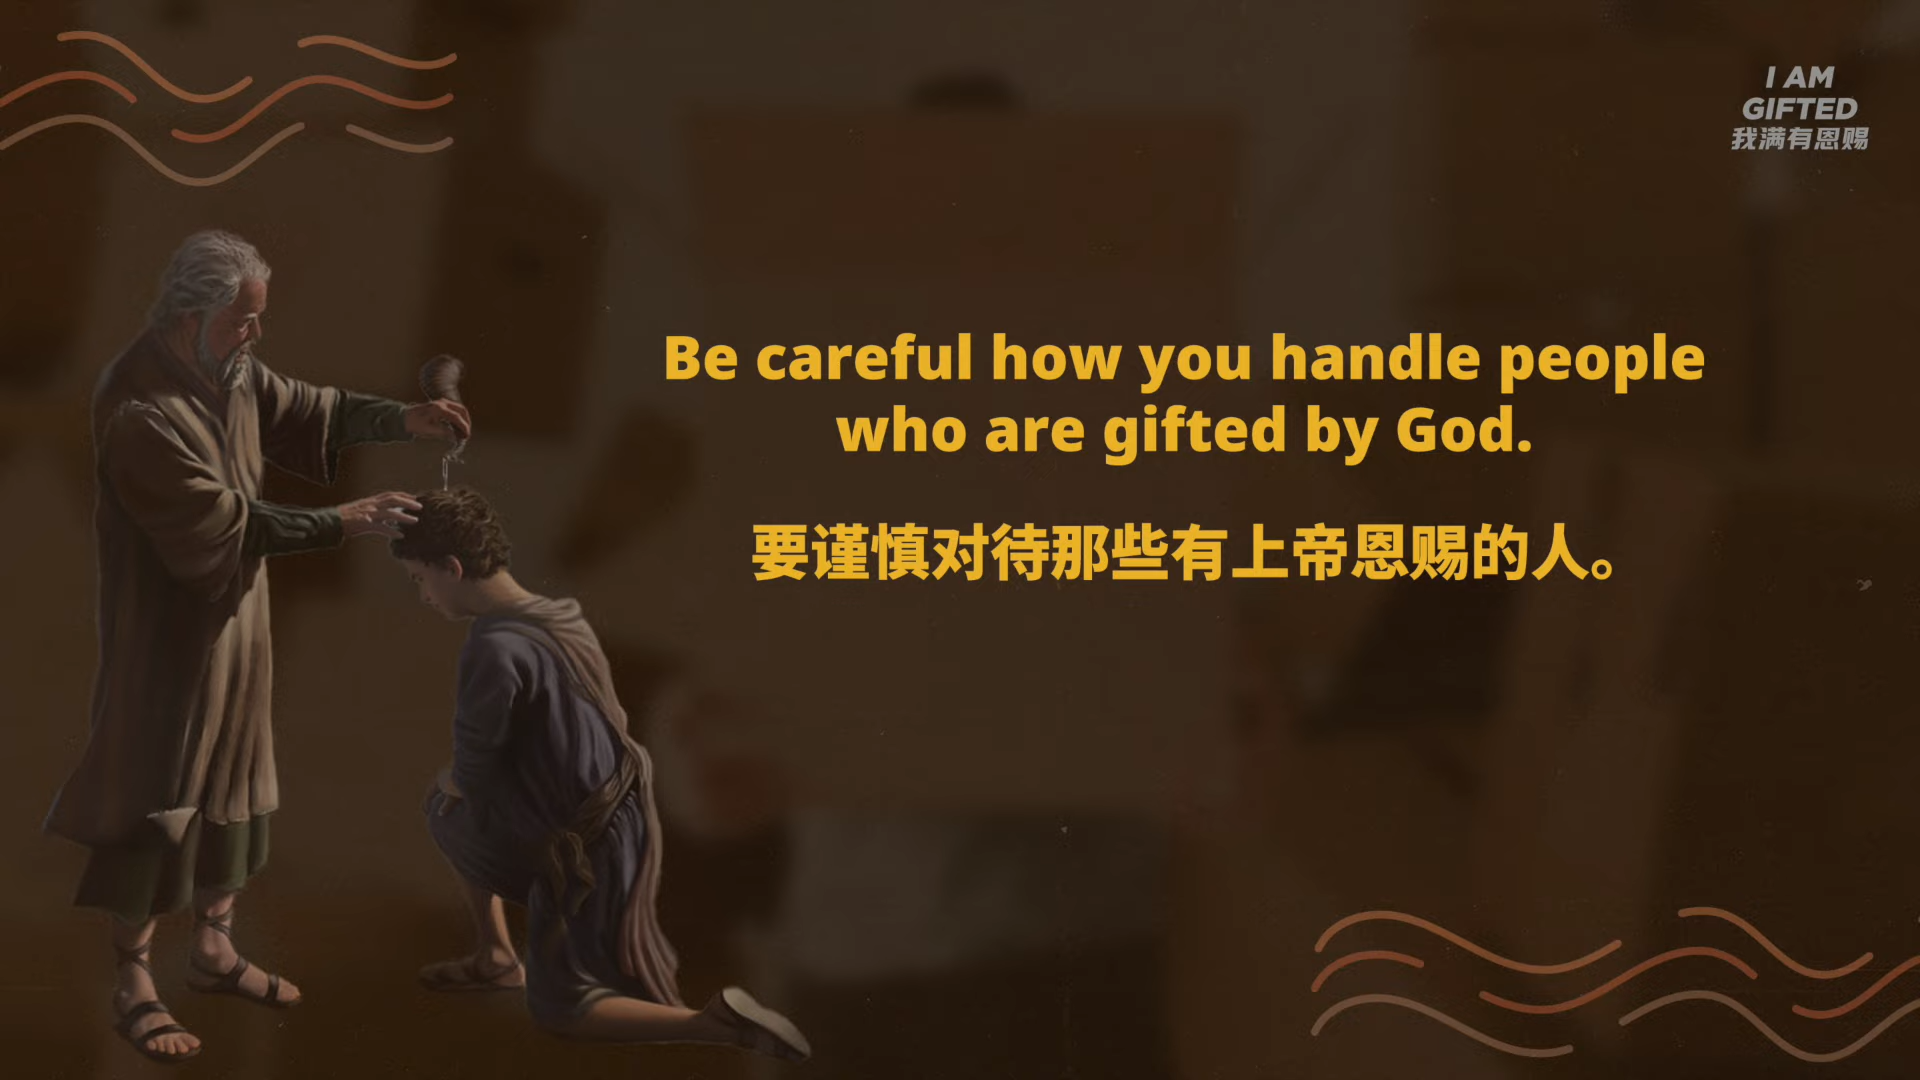 I AM
GIFTED
我满有恩赐
Be careful how you handle people
who are gifted by God.
要谨慎对待那些有上帝恩赐的人。